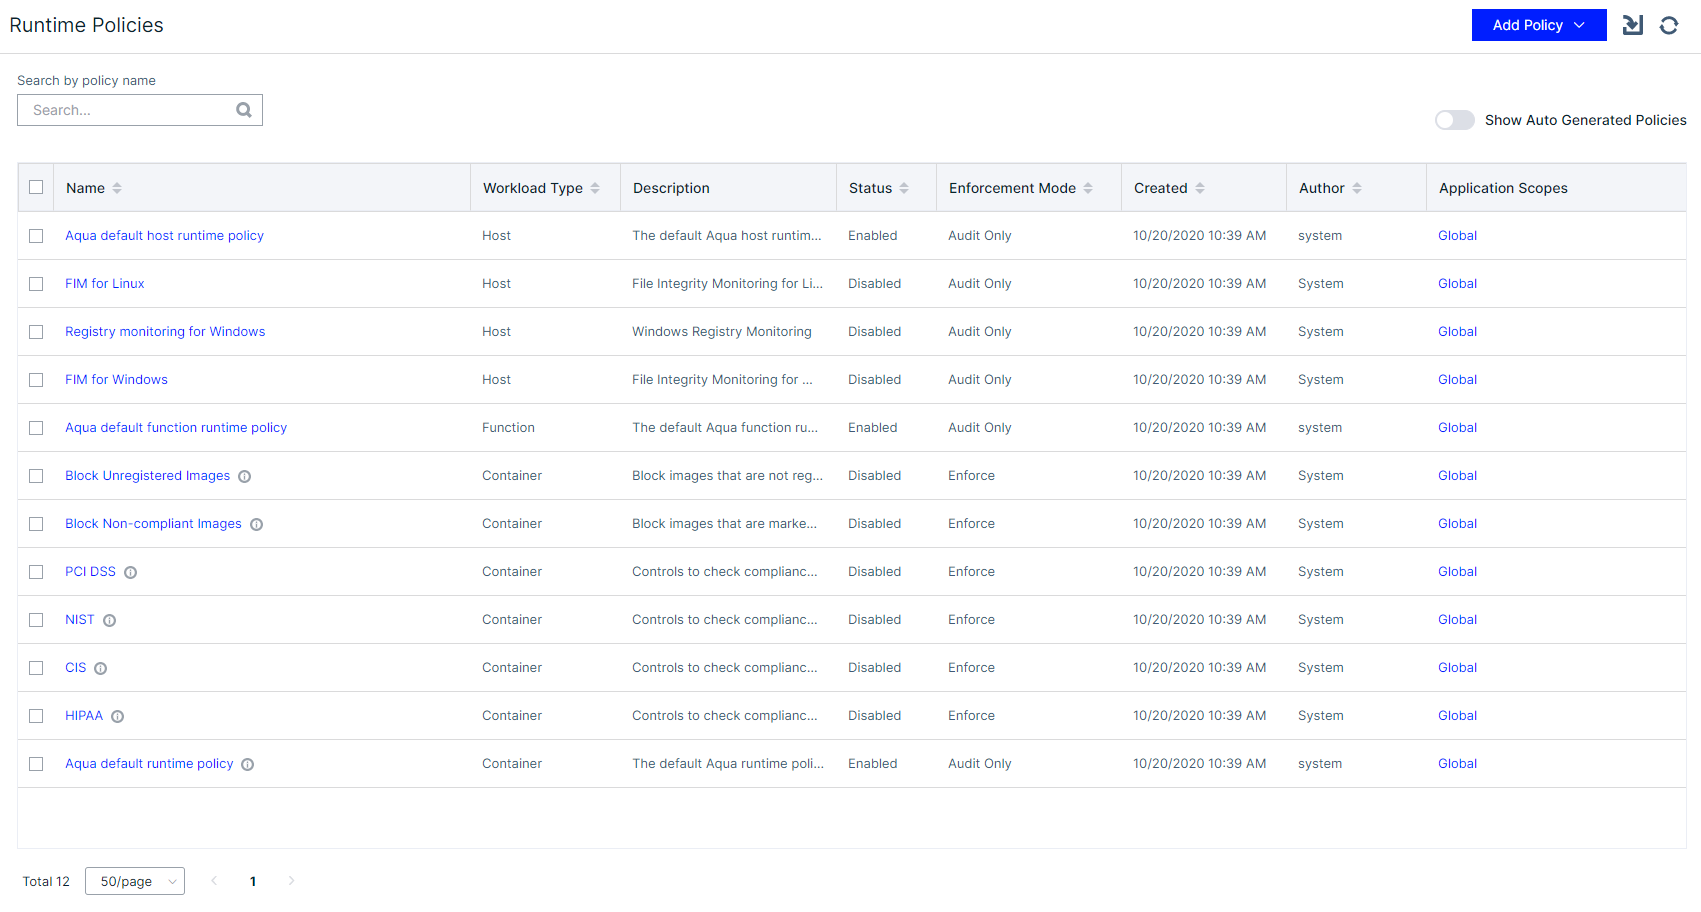 Runtime Policies
Add Policy
Search by policy name
Search...
Show Auto Generated Policies
Name Workload Type Description Status Enforcement Mode Created Author Application Scopes
Aqua default host runtime policy Host The default Aqua host runtim... Enabled Audit Only 10/20/2020 10:39 AM system Global
FIM for Linux Host File Integrity Monitoring for Li... Disabled Audit Only 10/20/2020 10:39 AM System Global
Registry monitoring for Windows Host Windows Registry Monitoring Disabled Audit Only 10/20/2020 10:39 AM System Global
FIM for Windows Host File Integrity Monitoring for ... Disabled Audit Only 10/20/2020 10:39 AM System Global
Aqua default function runtime policy Function The default Aqua function ru... Enabled Audit Only 10/20/2020 10:39 AM system Global
Block Unregistered Images Container Block images that are not reg... Disabled Enforce 10/20/2020 10:39 AM System Global
Block Non-compliant Images Container Block images that are marke... Disabled Enforce 10/20/2020 10:39 AM System Global
PCI DSS Container Controls to check complianc... Disabled Enforce 10/20/2020 10:39 AM System Global
NIST Container Controls to check complianc... Disabled Enforce 10/20/2020 10:39 AM System Global
CIS Container Controls to check complianc... Disabled Enforce 10/20/2020 10:39 AM System Global
HIPAA Container Controls to check complianc... Disabled Enforce 10/20/2020 10:39 AM System Global
Aqua default runtime policy Container The default Aqua runtime poli... Enabled Audit Only 10/20/2020 10:39 AM system Global
Total 12 50/page 1